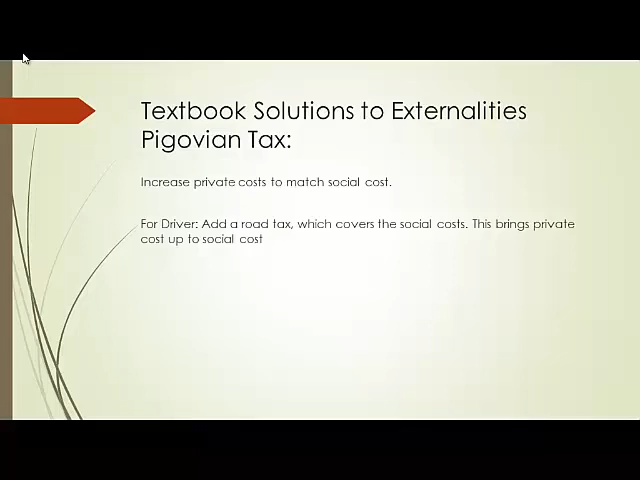 Textbook Solutions to Externalities
Pigovian Tax:
Increase private costs to match social cost.
For Driver: Add a road tax, which covers the social costs. This brings private
cost up to social cost